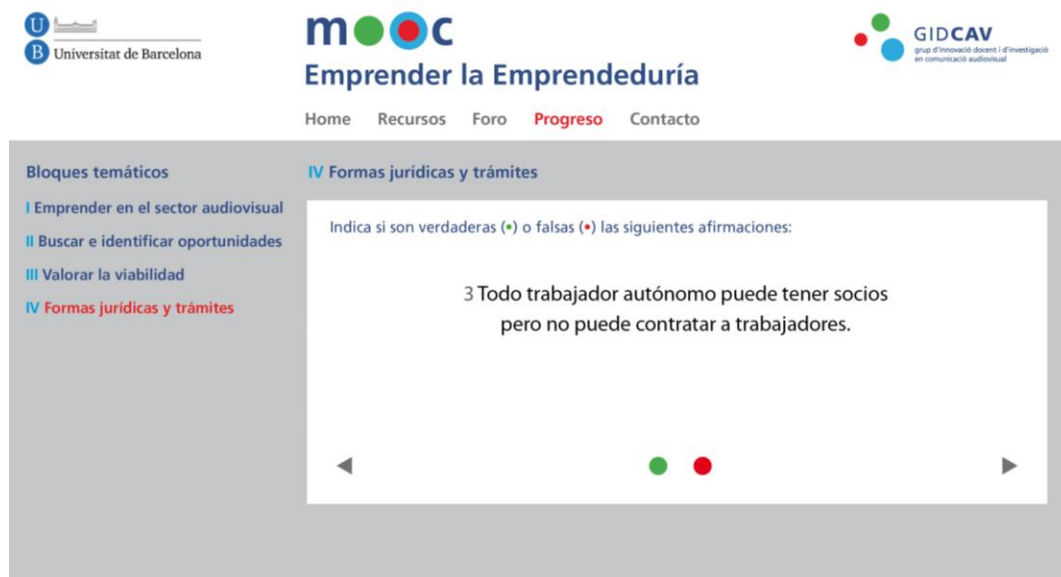 U
B Universitat de Barcelona
mooc
Emprender la Emprendeduría
GIDCAV
grup d'innovació docent i d'investigació
en comunicació audiovisual
Home Recursos Foro Progreso Contacto
Bloques temáticos
I Emprender en el sector audiovisual
II Buscar e identificar oportunidades
III Valorar la viabilidad
IV Formas jurídicas y trámites
IV Formas jurídicas y trámites
Indica si son verdaderas (•) o falsas (•) las siguientes afirmaciones:
3 Todo trabajador autónomo puede tener socios
pero no puede contratar a trabajadores.